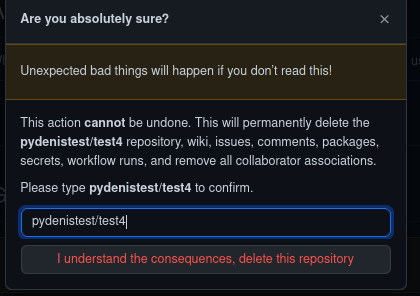 Are you absolutely sure?
Unexpected bad things will happen if you don't read this!
This action cannot be undone. This will permanently delete the
pydenistest/test4 repository, wiki, issues, comments, packages,
secrets, workflow runs, and remove all collaborator associations.
Please type pydenistest/test4 to confirm.
pydenistest/test4
I understand the consequences, delete this repository